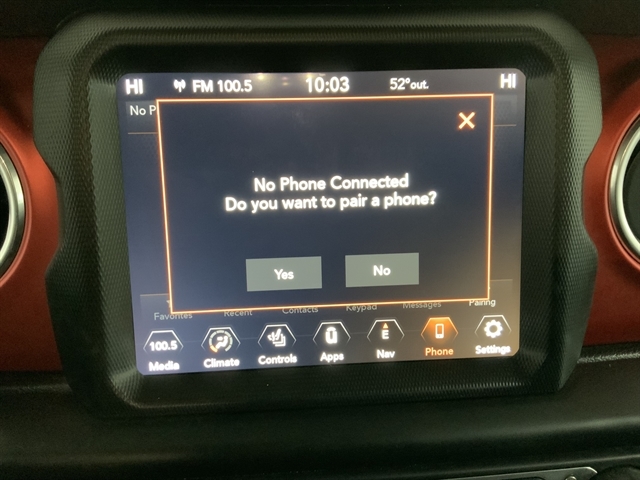 HI FM 100.5 10:03 52°out. HI
No P
No Phone Connected
Do you want to pair a phone?
Yes No
Favorites Recent Contacts Keypad Messages Pairing
100.5 E
Media Climate Controls Apps Nav Phone Settings